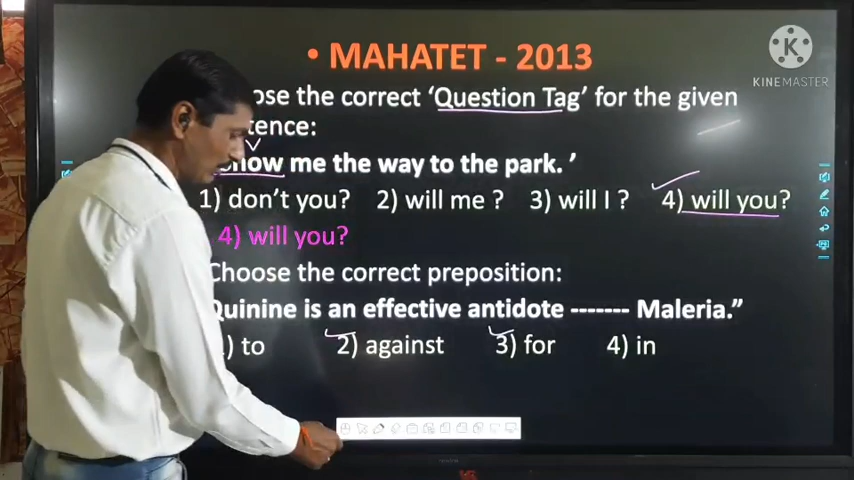 • MAHATET - 2013
KINEMASTER
ose the correct ‘Question Tag’ for the given
tence:
how me the way to the park. ’
1) don’t you? 2) will me ? 3) will I ? 4) will you?
4) will you?
Choose the correct preposition:
Quinine is an effective antidote ------- Maleria.”
) to 2) against 3) for 4) in